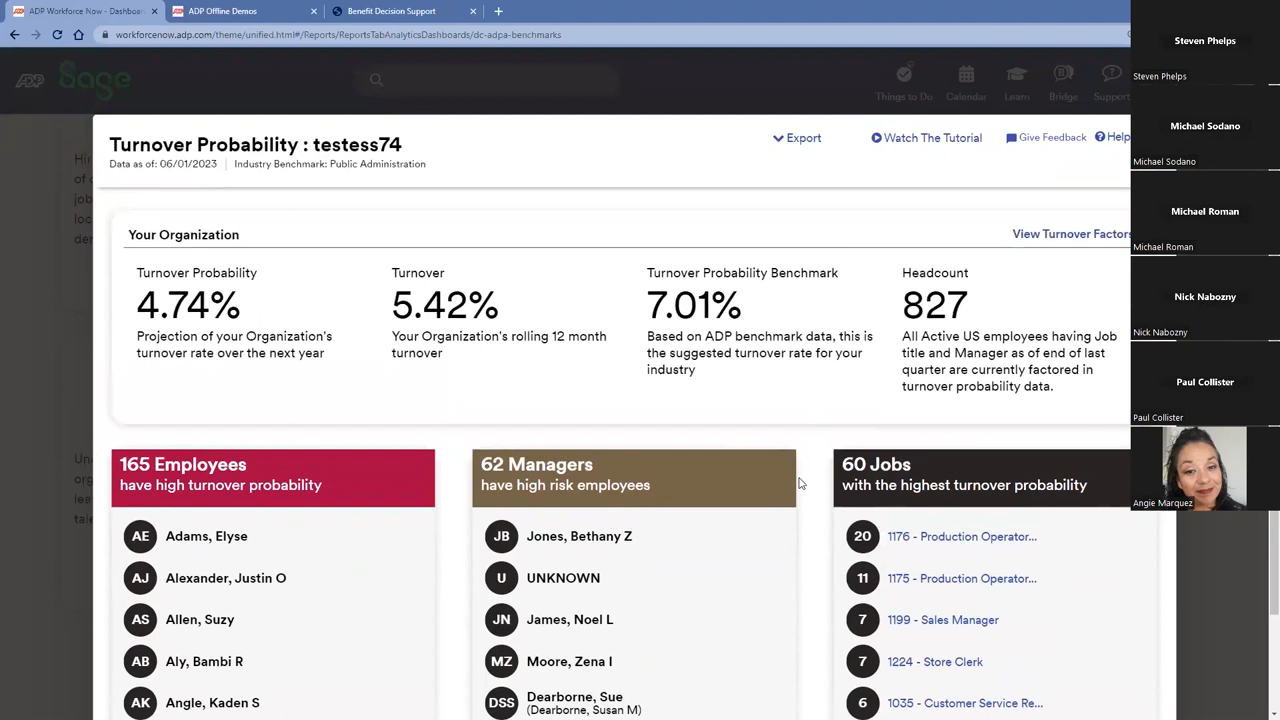 ADP Workforce Now - Dashboa
ADP Offline Demos
Benefit Decision Support
workforcenow.adp.com/theme/unified.html#/Reports/ReportsTabAnalyticsDashboards/dc-adpa-benchmarks
ADP
Sage
Things to Do
Calendar
Learn
Bridge
Support
Turnover Probability : testess74
Data as of: 06/01/2023 | Industry Benchmark: Public Administration
Export
Watch The Tutorial
Give Feedback
Help
Your Organization
View Turnover Factors
Turnover Probability
4.74%
Projection of your Organization's
turnover rate over the next year
Turnover
5.42%
Your Organization's rolling 12 month
turnover
Turnover Probability Benchmark
7.01%
Based on ADP benchmark data, this is
the suggested turnover rate for your
industry
Headcount
827
All Active US employees having Job
title and Manager as of end of last
quarter are currently factored in
turnover probability data.
165 Employees
have high turnover probability
AE Adams, Elyse
AJ Alexander, Justin O
AS Allen, Suzy
AB Aly, Bambi R
AK Angle, Kaden S
62 Managers
have high risk employees
JB Jones, Bethany Z
U UNKNOWN
JN James, Noel L
MZ Moore, Zena I
DSS Dearborne, Sue
(Dearborne, Susan M)
60 Jobs
with the highest turnover probability
20 1176 - Production Operator...
11 1175 - Production Operator...
7 1199 - Sales Manager
7 1224 - Store Clerk
6 1035 - Customer Service Re...
Steven Phelps
Steven Phelps
Michael Sodano
Michael Sodano
Michael Roman
Michael Roman
Nick Nabozny
Nick Nabozny
Paul Collister
Paul Collister
Angie Marquez